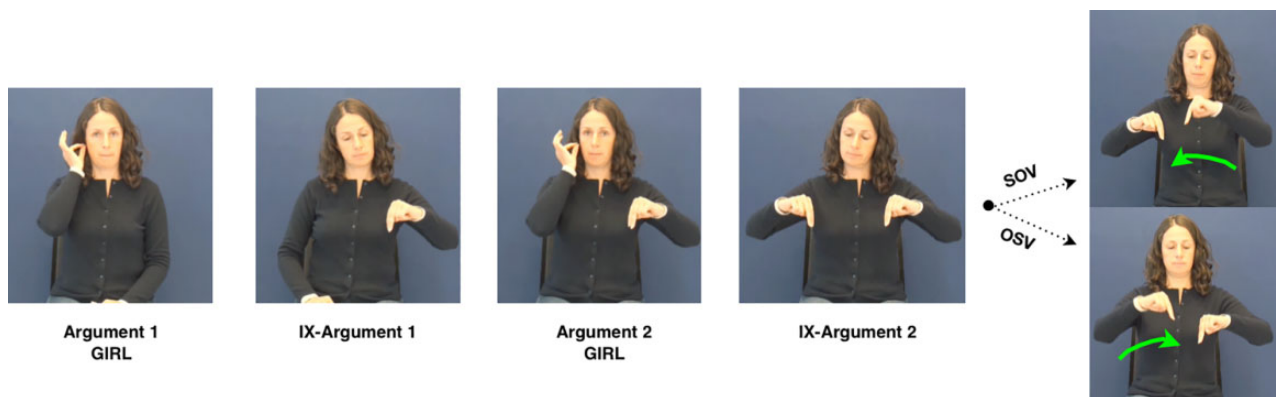 SOV
OSV
Argument 1
GIRL
IX-Argument 1
Argument 2
GIRL
IX-Argument 2